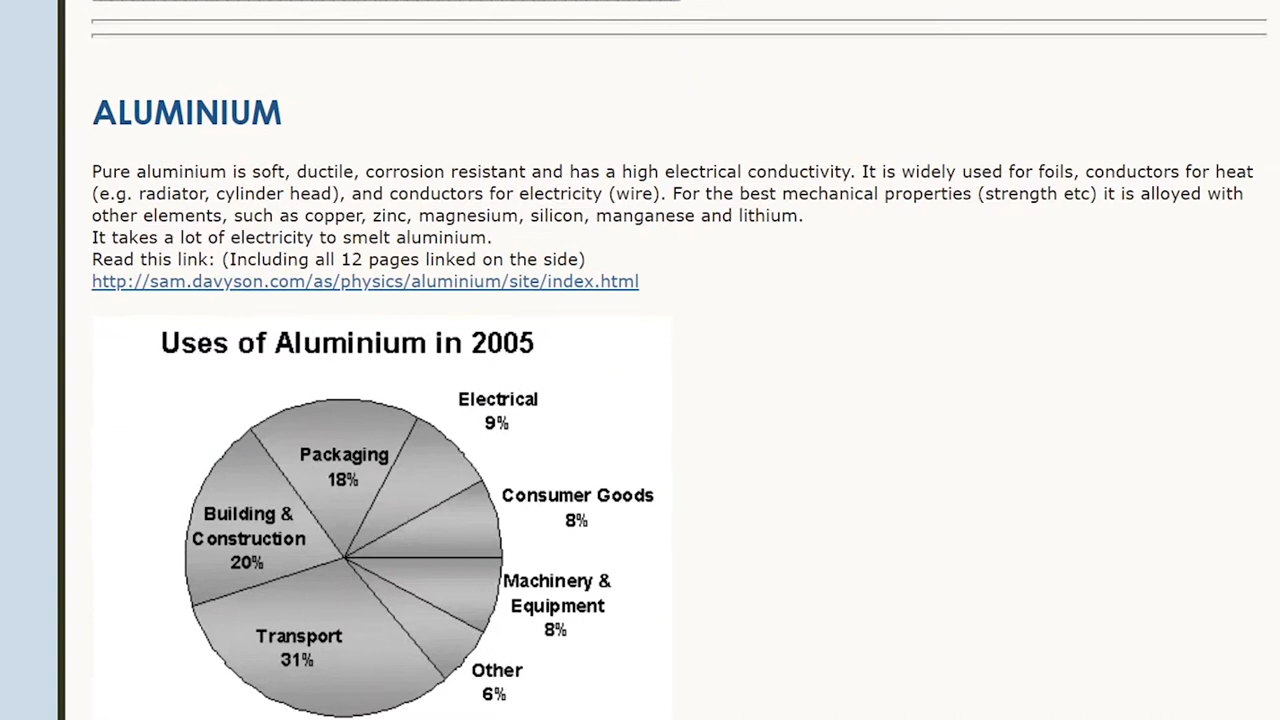 ALUMINIUM
Pure aluminium is soft, ductile, corrosion resistant and has a high electrical conductivity. It is widely used for foils, conductors for heat
(e.g. radiator, cylinder head), and conductors for electricity (wire). For the best mechanical properties (strength etc) it is alloyed with
other elements, such as copper, zinc, magnesium, silicon, manganese and lithium.
It takes a lot of electricity to smelt aluminium.
Read this link: (Including all 12 pages linked on the side)
http://sam.davyson.com/as/physics/aluminium/site/index.html
Uses of Aluminium in 2005
Electrical
9%
Packaging
18%
Consumer Goods
8%
Building &
Construction
20%
Machinery &
Equipment
8%
Transport
31%
Other
6%